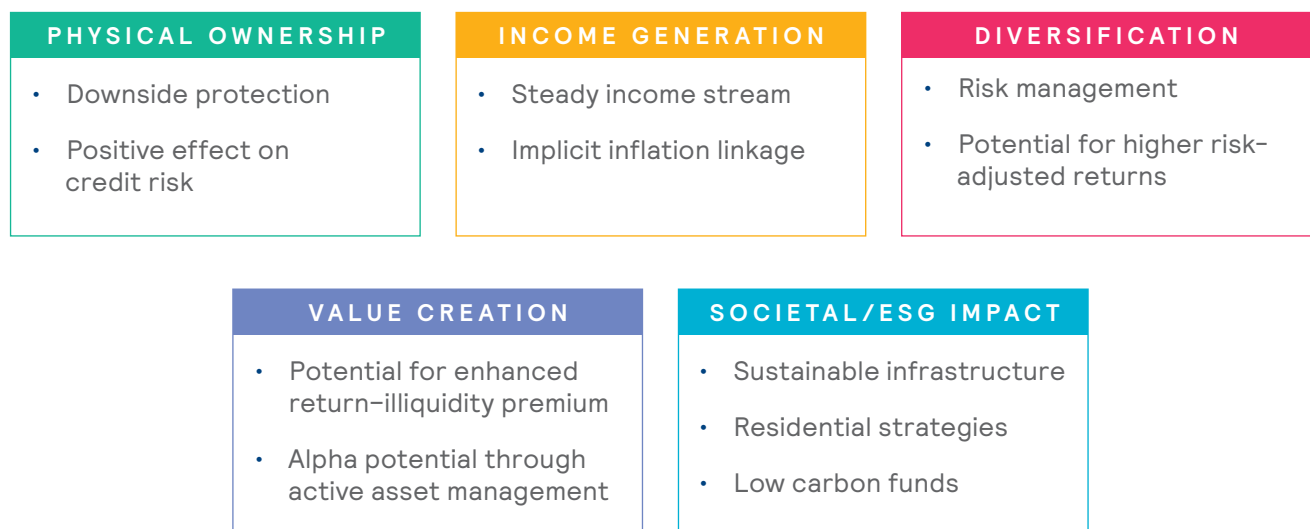 PHYSICAL OWNERSHIP
• Downside protection
• Positive effect on
credit risk
INCOME GENERATION
• Steady income stream
• Implicit inflation linkage
DIVERSIFICATION
• Risk management
• Potential for higher risk–
adjusted returns
VALUE CREATION
• Potential for enhanced
return–illiquidity premium
• Alpha potential through
active asset management
SOCIETAL/ESG IMPACT
• Sustainable infrastructure
• Residential strategies
• Low carbon funds